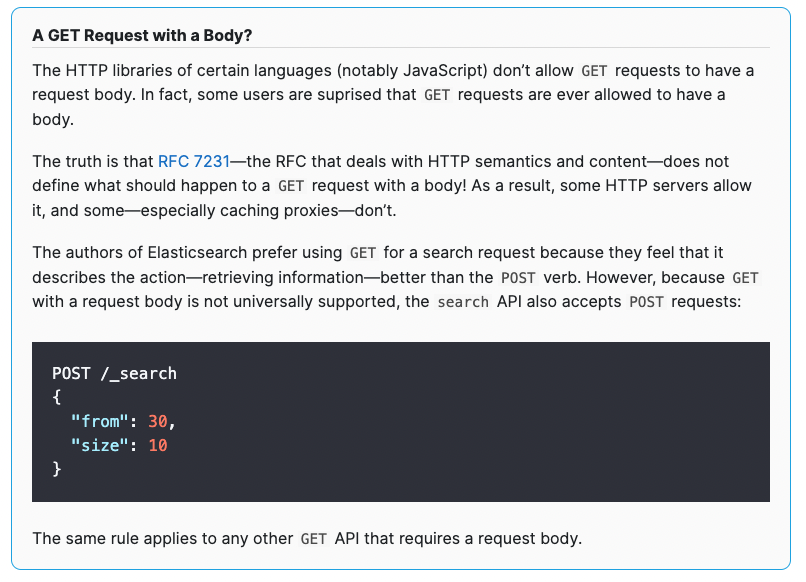 A GET Request with a Body?
The HTTP libraries of certain languages (notably JavaScript) don’t allow GET requests to have a
request body. In fact, some users are suprised that GET requests are ever allowed to have a
body.
The truth is that RFC 7231—the RFC that deals with HTTP semantics and content—does not
define what should happen to a GET request with a body! As a result, some HTTP servers allow
it, and some—especially caching proxies—don’t.
The authors of Elasticsearch prefer using GET for a search request because they feel that it
describes the action—retrieving information—better than the POST verb. However, because GET
with a request body is not universally supported, the search API also accepts POST requests:
POST /_search
{
  "from": 30,
  "size": 10
}
The same rule applies to any other GET API that requires a request body.